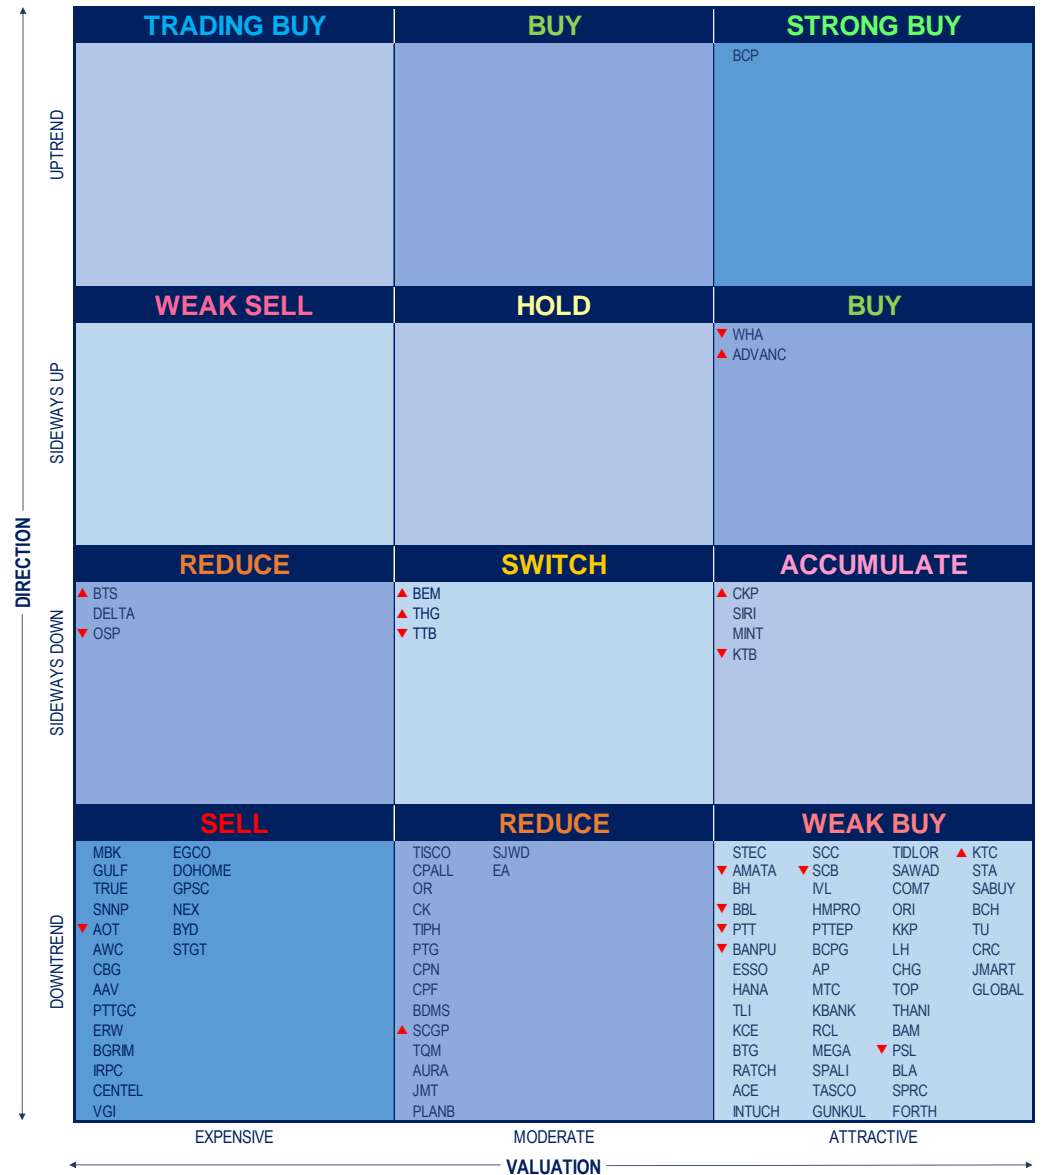 TRADING BUY BUY STRONG BUY
BCP
UPTREND
WEAK SELL HOLD BUY
▼ WHA
▲ ADVANC
SIDEWAYS UP
DIRECTION
REDUCE SWITCH ACCUMULATE
▲ BTS ▲ BEM ▲ CKP
DELTA ▲ THG SIRI
▼ OSP ▼ TTB MINT
▼ KTB
SIDEWAYS DOWN
SELL REDUCE WEAK BUY
MBK EGCO TISCO SJWD STEC SCC TIDLOR ▲ KTC
GULF DOHOME CPALL EA ▼ AMATA ▼ SCB SAWAD STA
TRUE GPSC OR BH IVL COM7 SABUY
SNNP NEX CK ▼ BBL HMPRO ORI BCH
▼ AOT BYD TIPH ▼ PTT PTTEP KKP TU
AWC STGT PTG ▼ BANPU BCPG LH CRC
CBG CPN ESSO AP CHG JMART
AAV CPF HANA MTC TOP GLOBAL
PTTGC BDMS TLI KBANK THANI
ERW ▲ SCGP KCE RCL BAM
BGRIM TQM BTG MEGA ▼ PSL
IRPC AURA RATCH SPALI BLA
CENTEL JMT ACE TASCO SPRC
VGI PLANB INTUCH GUNKUL FORTH
DOWNTREND
EXPENSIVE MODERATE ATTRACTIVE
VALUATION